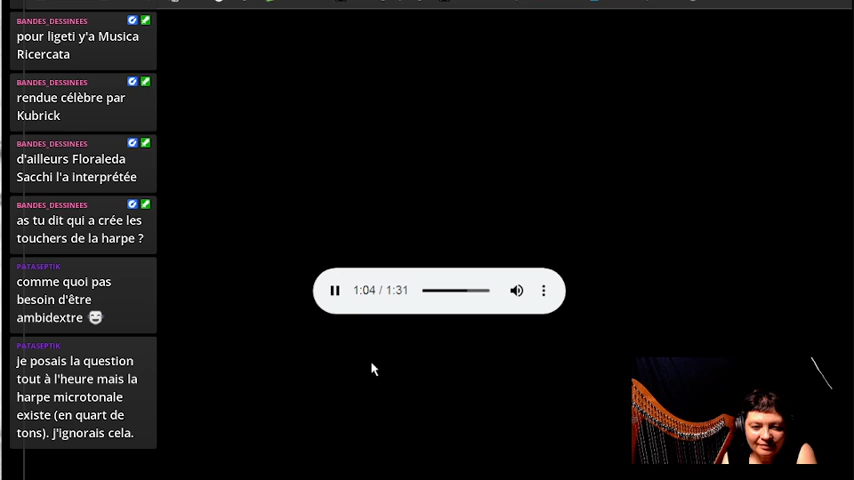 BANDES_DESSINEES
pour ligeti y'a Musica
Ricercata
BANDES_DESSINEES
rendue célèbre par
Kubrick
BANDES_DESSINEES
d'ailleurs Floraleda
Sacchi l'a interprétée
BANDES_DESSINEES
as tu dit qui a crée les
touchers de la harpe ?
PATASEPTIK
comme quoi pas
besoin d'être
ambidextre
PATASEPTIK
je posais la question
tout à l'heure mais la
harpe microtonale
existe (en quart de
tons). j'ignorais cela.
1:04 / 1:31